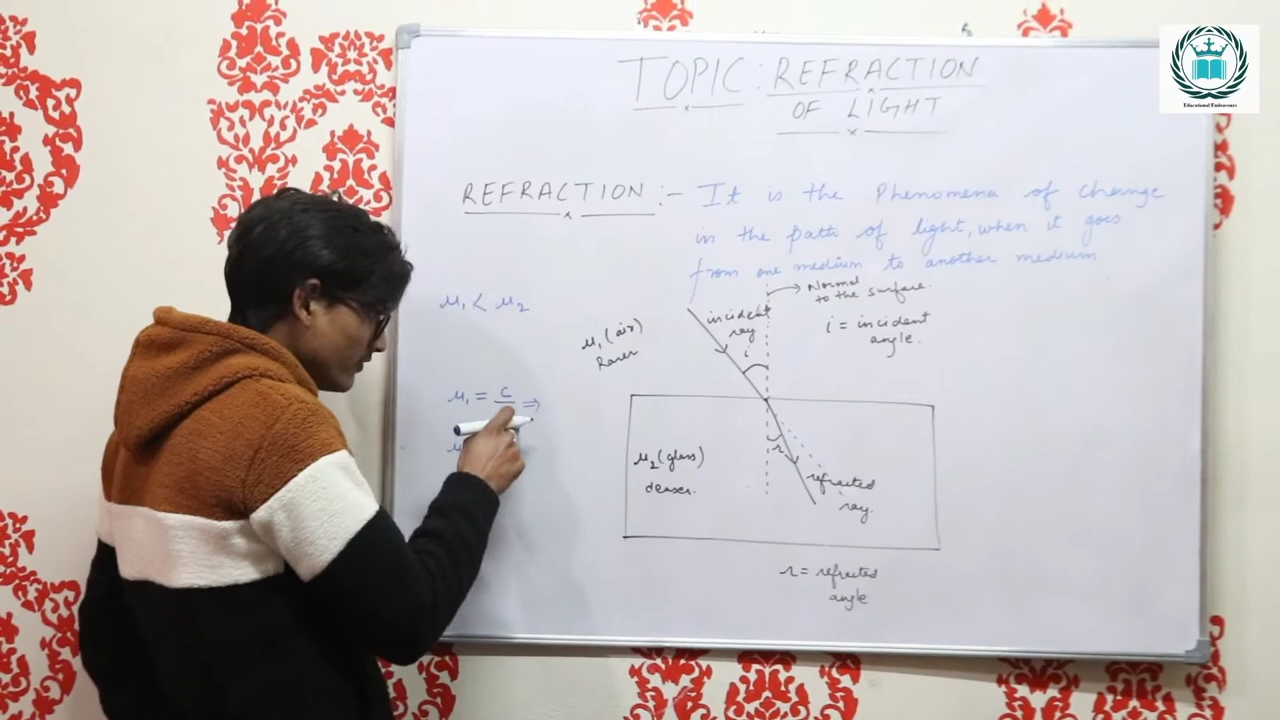 TOPIC : REFRACTION
OF LIGHT
REFRACTION :- It is the Phenomena of change
in the path of light, when it goes
from one medium to another medium
Normal
to the surface.
μ₁ < μ₂
μ₁ (air)
Rarer
incident
ray
i
i = incident
angle.
μ₁ = c ⇒
μ₂ (glass)
denser.
r
refracted
ray.
r = refracted
angle
Educational Endeavours